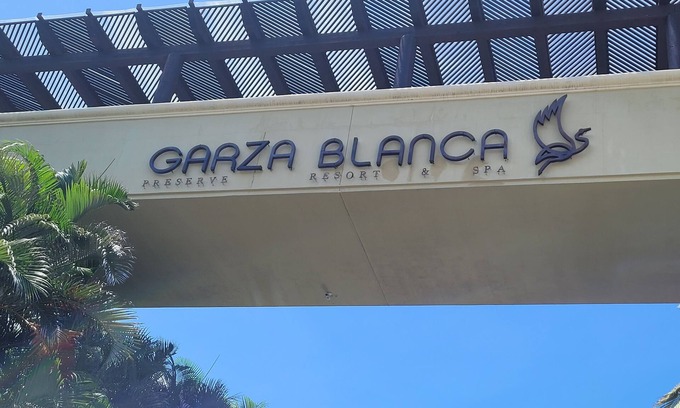 GARZA BLANCA
PRESERVE RESORT & SPA